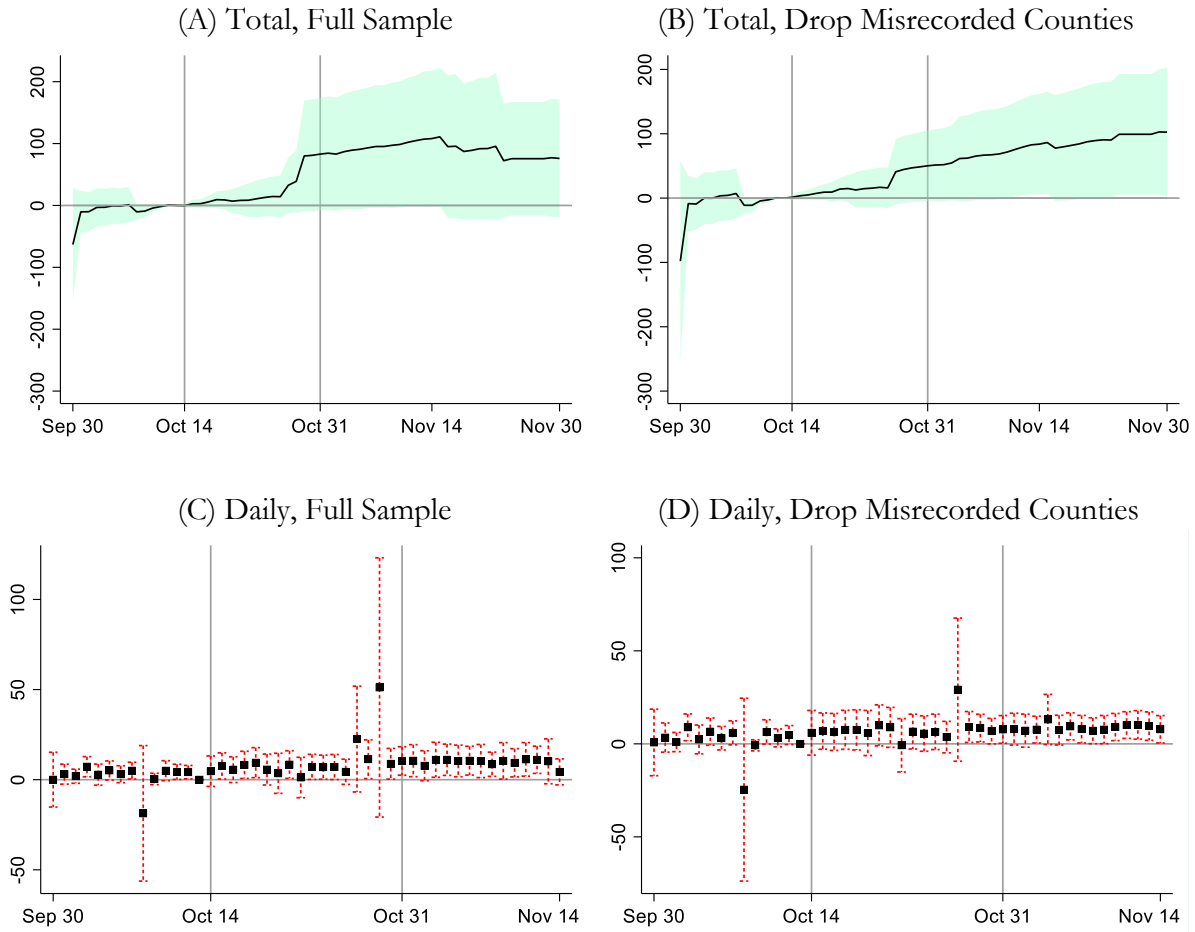 (A) Total, Full Sample
200
100
0
-100
-200
-300
Sep 30 Oct 14 Oct 31 Nov 14 Nov 30
(B) Total, Drop Misrecorded Counties
200
100
0
-100
-200
-300
Sep 30 Oct 14 Oct 31 Nov 14 Nov 30
(C) Daily, Full Sample
100
50
0
-50
Sep 30 Oct 14 Oct 31 Nov 14
(D) Daily, Drop Misrecorded Counties
100
50
0
-50
Sep 30 Oct 14 Oct 31 Nov 14